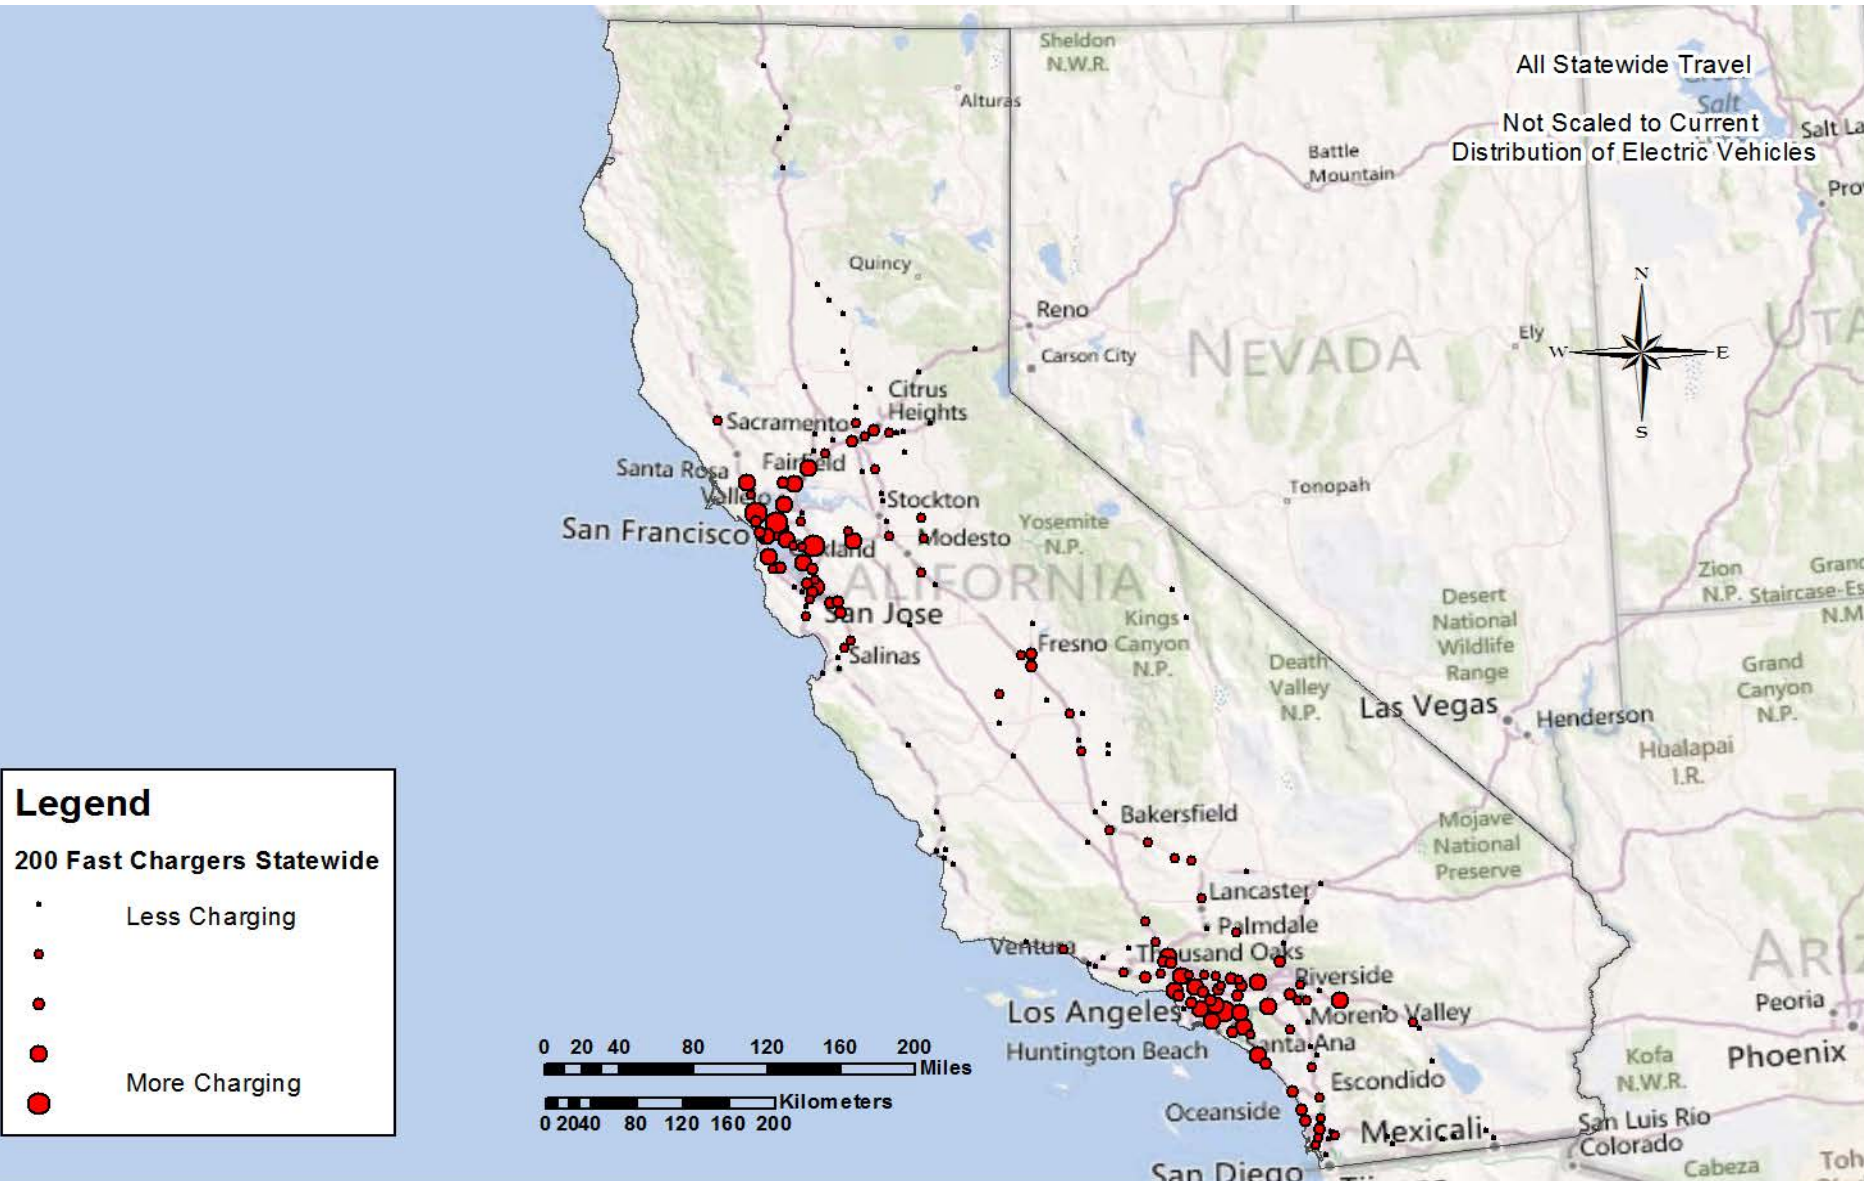 Sheldon
N.W.R.
All Statewide Travel
Salt
Alturas
Not Scaled to Current
Salt La
Distribution of Electric Vehicles
Battle
Mountain
Pro
N
Quincy
Reno
Ely
W
E
NEVADA
UTA
Carson City
Citrus
Heights
Sacramento
S
Santa Rosa
Fairfield
Vallejo
Tonopah
Stockton
San Francisco
Yosemite
N.P.
Modesto
kland
ALIFORNIA
Zion
N.P.
Grand
Staircase-Es
N.M
Desert
National
Wildlife
Range
San Jose
Kings
Canyon
N.P.
Fresno
Salinas
Death
Valley
N.P.
Grand
Canyon
N.P.
Las Vegas
Henderson
Hualapai
I.R.
Legend
200 Fast Chargers Statewide
Less Charging
More Charging
Bakersfield
Mojave
National
Preserve
Lancaster
Palmdale
Ventura
Thousand Oaks
ARIZ
Riverside
Peoria
Los Angeles
Moreno Valley
Huntington Beach
Santa Ana
Phoenix
Kofa
N.W.R.
0 20 40 80 120 160 200
Miles
Kilometers
0 2040 80 120 160 200
Escondido
Oceanside
Mexicali
San Luis Rio
Colorado
San Diego
Cabeza
Toh